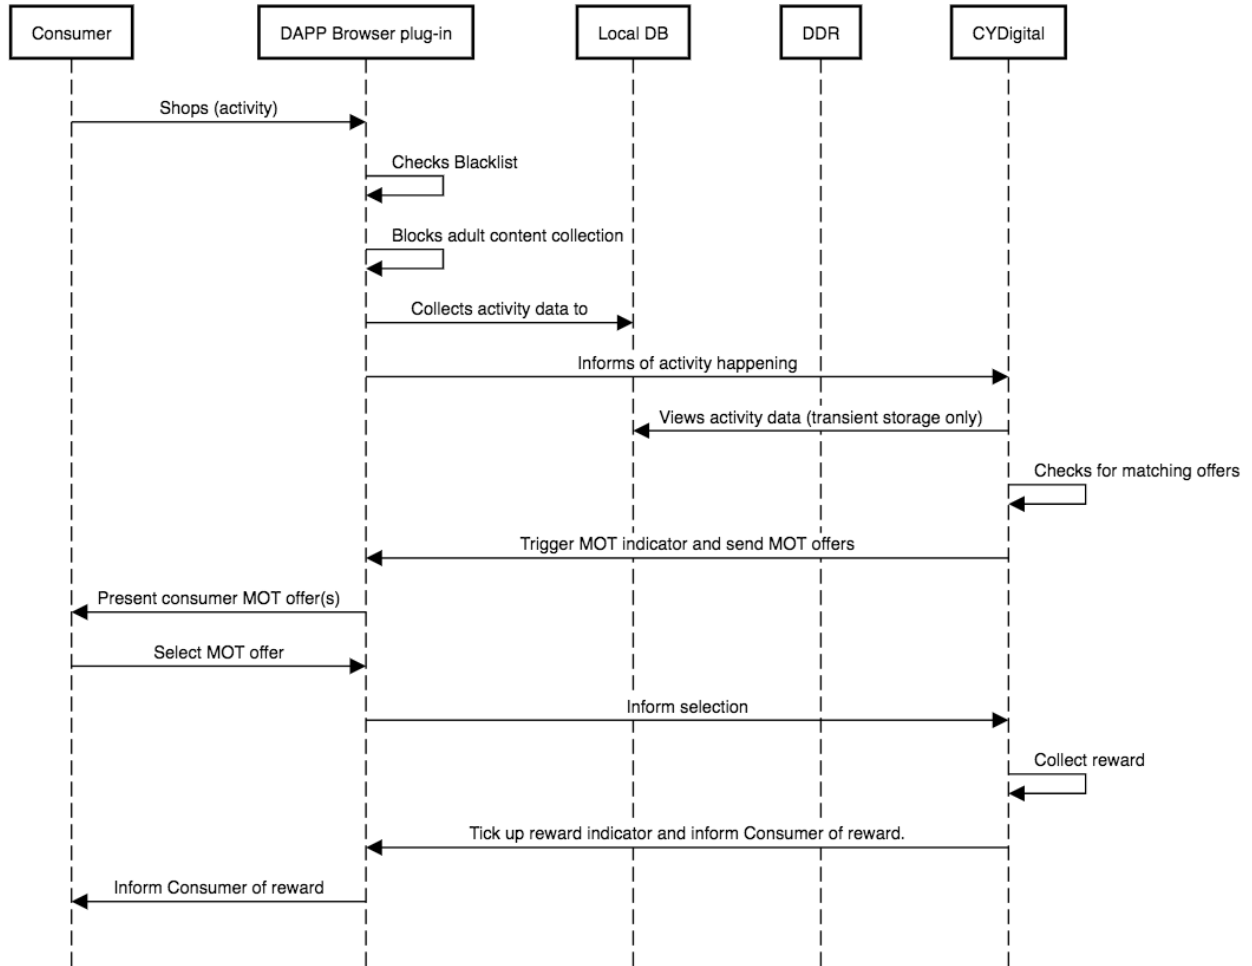 Consumer
DAPP Browser plug-in
Local DB
DDR
CYDigital
Shops (activity)
Checks Blacklist
Blocks adult content collection
Collects activity data to
Informs of activity happening
Views activity data (transient storage only)
Checks for matching offers
Trigger MOT indicator and send MOT offers
Present consumer MOT offer(s)
Select MOT offer
Inform selection
Collect reward
Tick up reward indicator and inform Consumer of reward.
Inform Consumer of reward